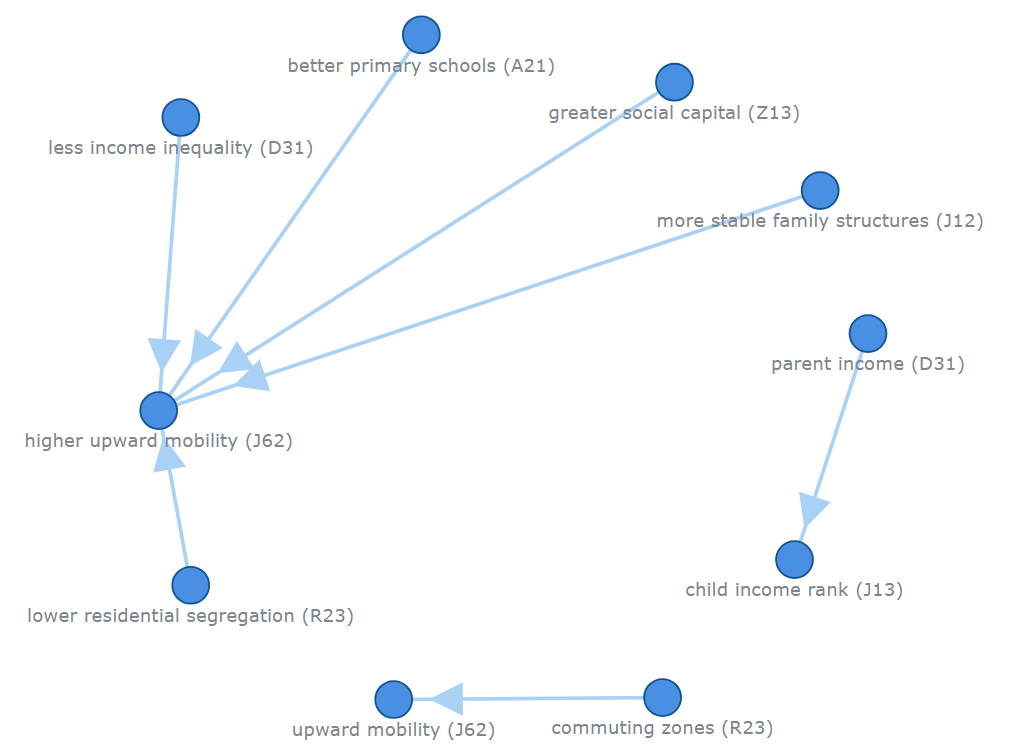 better primary schools (A21)
greater social capital (Z13)
less income inequality (D31)
more stable family structures (J12)
parent income (D31)
higher upward mobility (J62)
child income rank (J13)
lower residential segregation (R23)
upward mobility (J62)
commuting zones (R23)